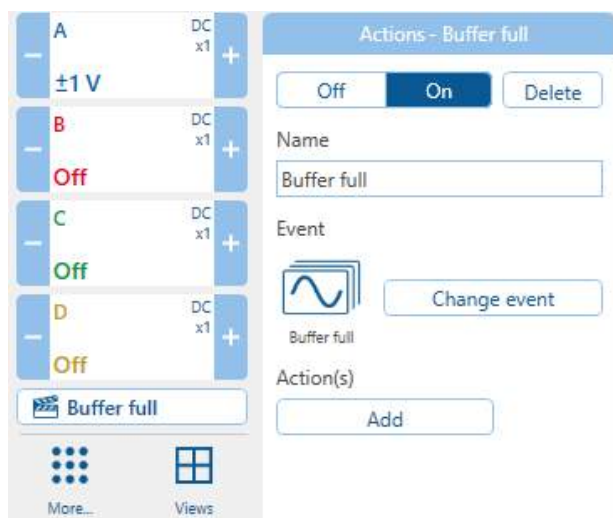 A
DC
x1
±1 V
B
DC
x1
Off
C
DC
x1
Off
D
DC
x1
Off
Buffer full
More...
Views
Actions - Buffer full
Off
On
Delete
Name
Buffer full
Event
Buffer full
Change event
Action(s)
Add